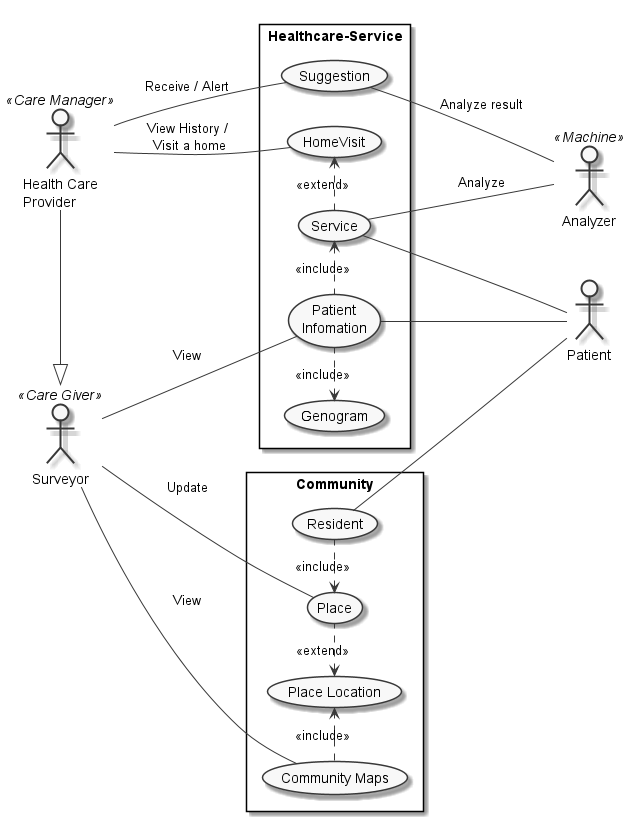 Healthcare-Service
Suggestion
Receive / Alert
«Care Manager»
Analyze result
View History /
Visit a home
HomeVisit
«Machine»
Health Care
Provider
«extend»
Analyze
Service
Analyzer
«include»
Patient
Infomation
View
Patient
«include»
«Care Giver»
Genogram
Surveyor
Update
Community
Resident
«include»
View
Place
«extend»
Place Location
«include»
Community Maps